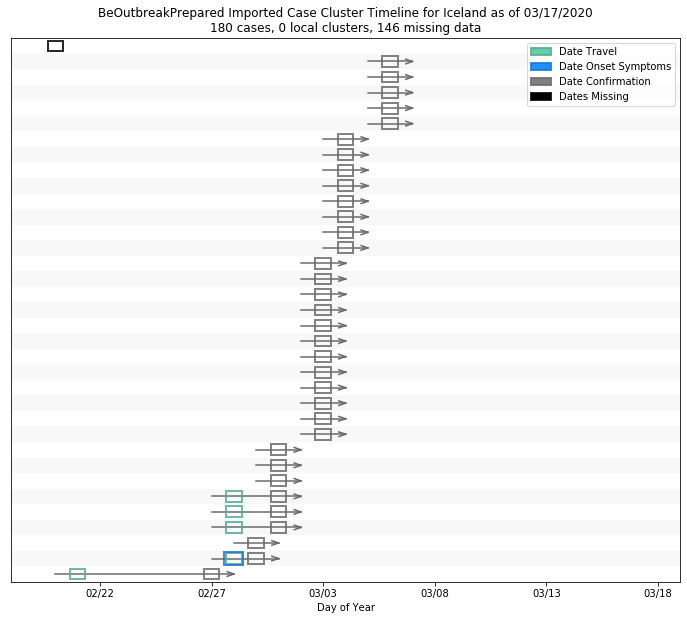 BeOutbreakPrepared Imported Case Cluster Timeline for Iceland as of 03/17/2020
180 cases, 0 local clusters, 146 missing data
Date Travel
Date Onset Symptoms
Date Confirmation
Dates Missing
02/22 02/27 03/03 03/08 03/13 03/18
Day of Year